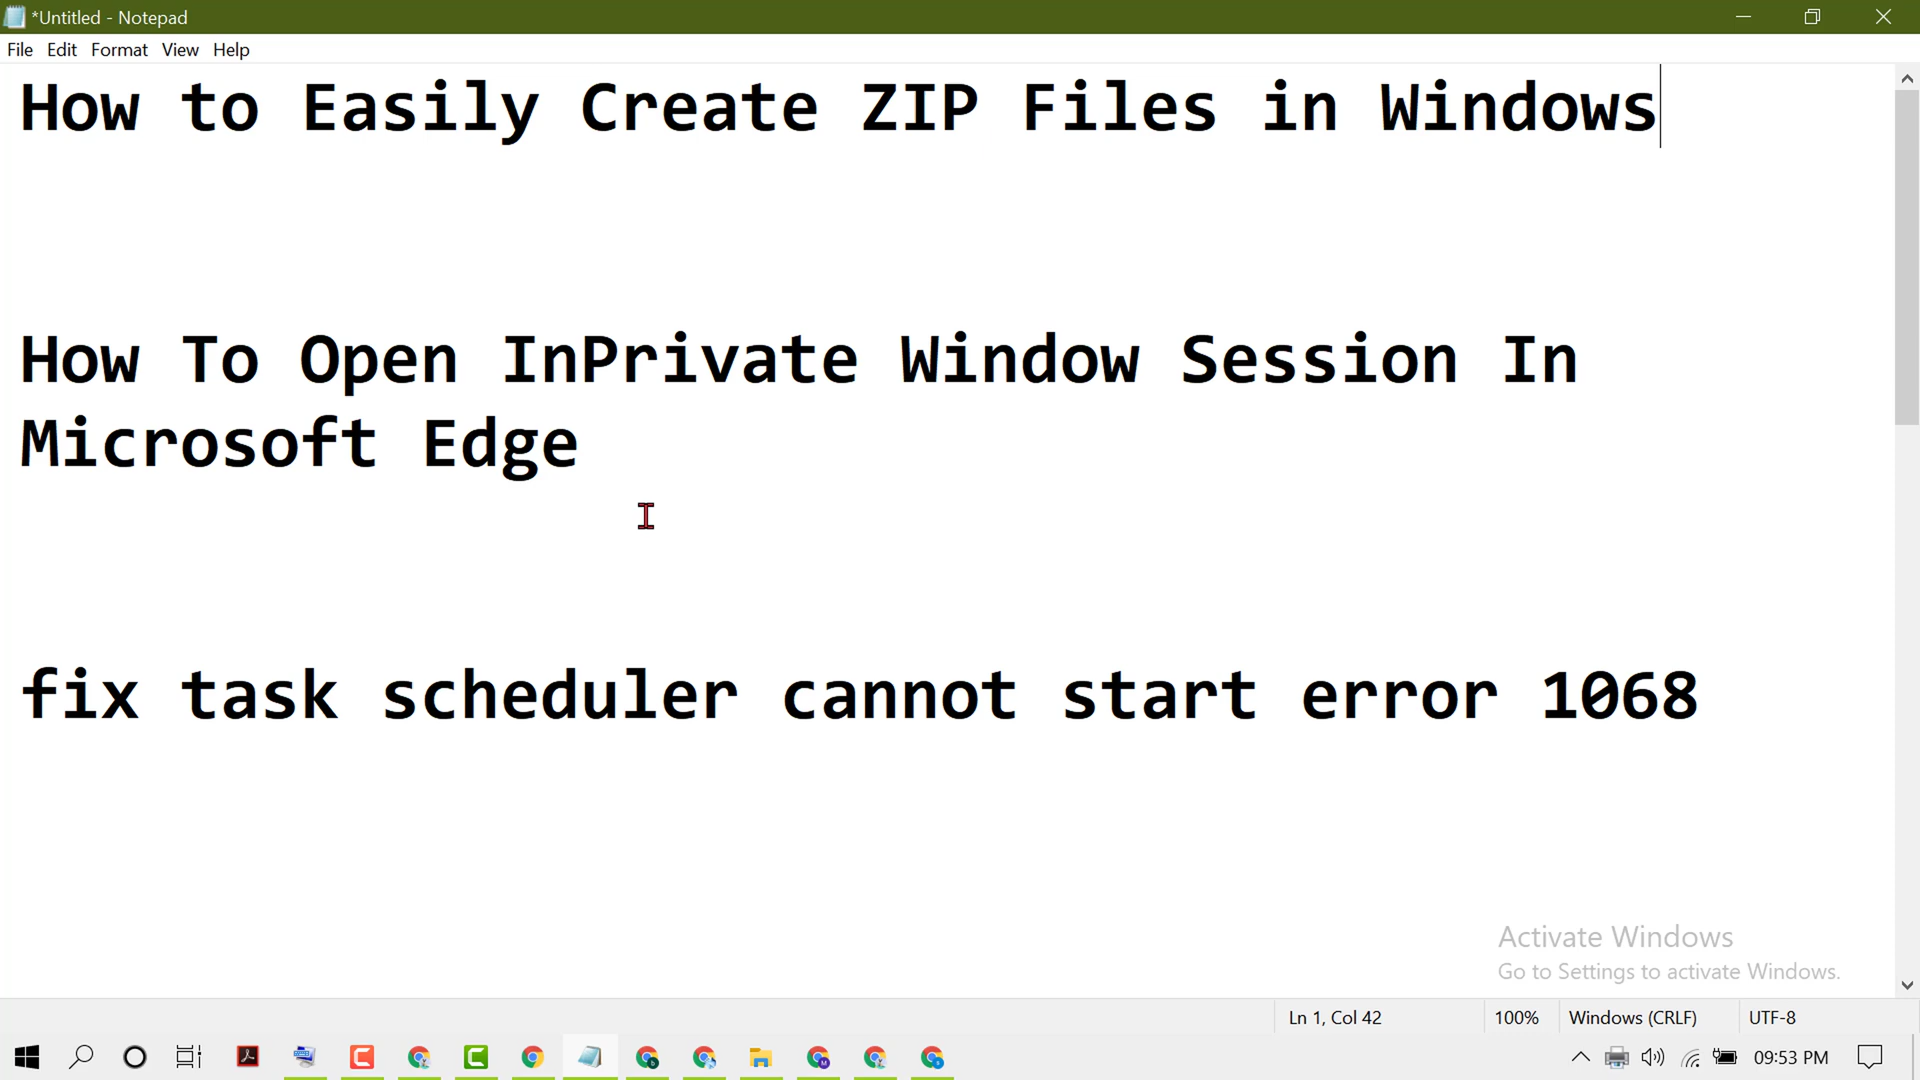 *Untitled - Notepad
File Edit Format View Help
How to Easily Create ZIP Files in Windows
How To Open InPrivate Window Session In
Microsoft Edge
fix task scheduler cannot start error 1068
Activate Windows
Go to Settings to activate Windows.
Ln 1, Col 42 100% Windows (CRLF) UTF-8
09:53 PM